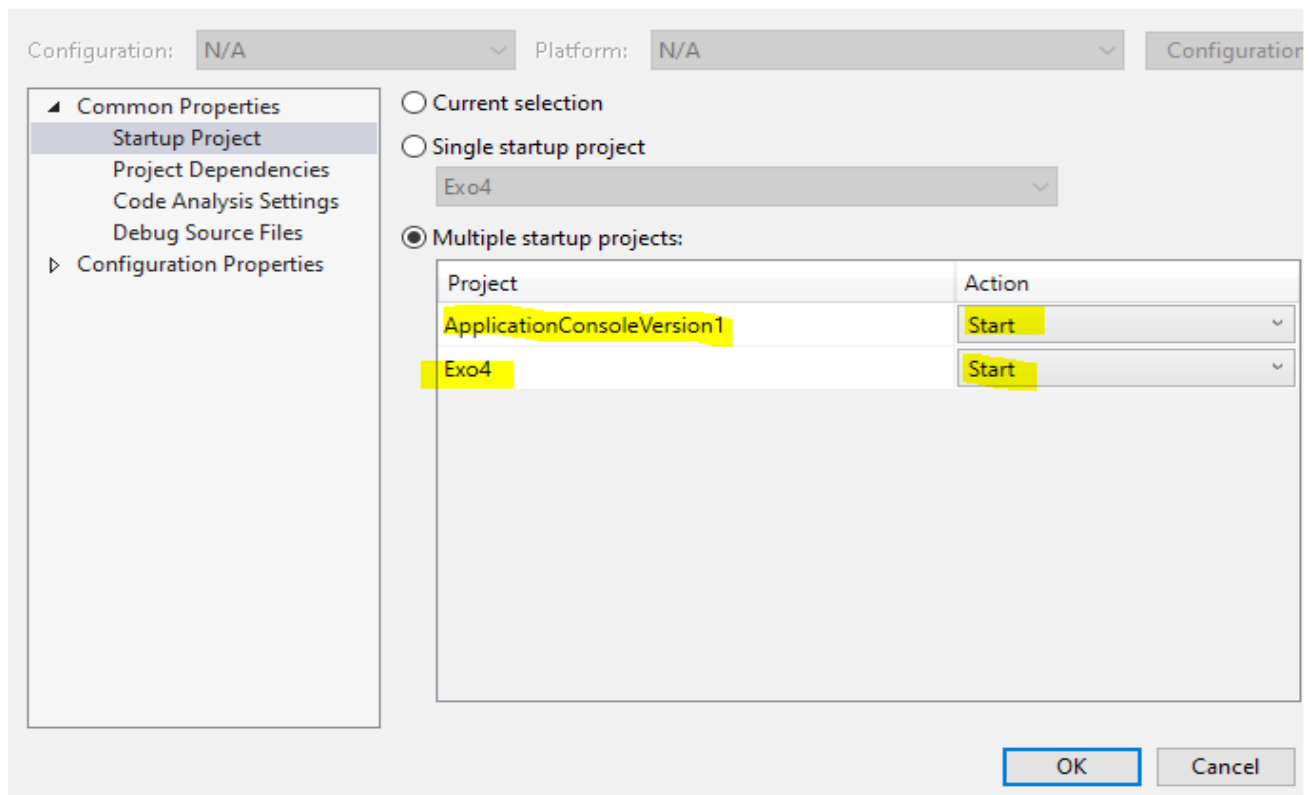 Configuration: N/A Platform: N/A Configuration
Common Properties
Startup Project
Project Dependencies
Code Analysis Settings
Debug Source Files
Configuration Properties
Current selection
Single startup project
Exo4
Multiple startup projects:
Project Action
ApplicationConsoleVersion1 Start
Exo4 Start
OK Cancel